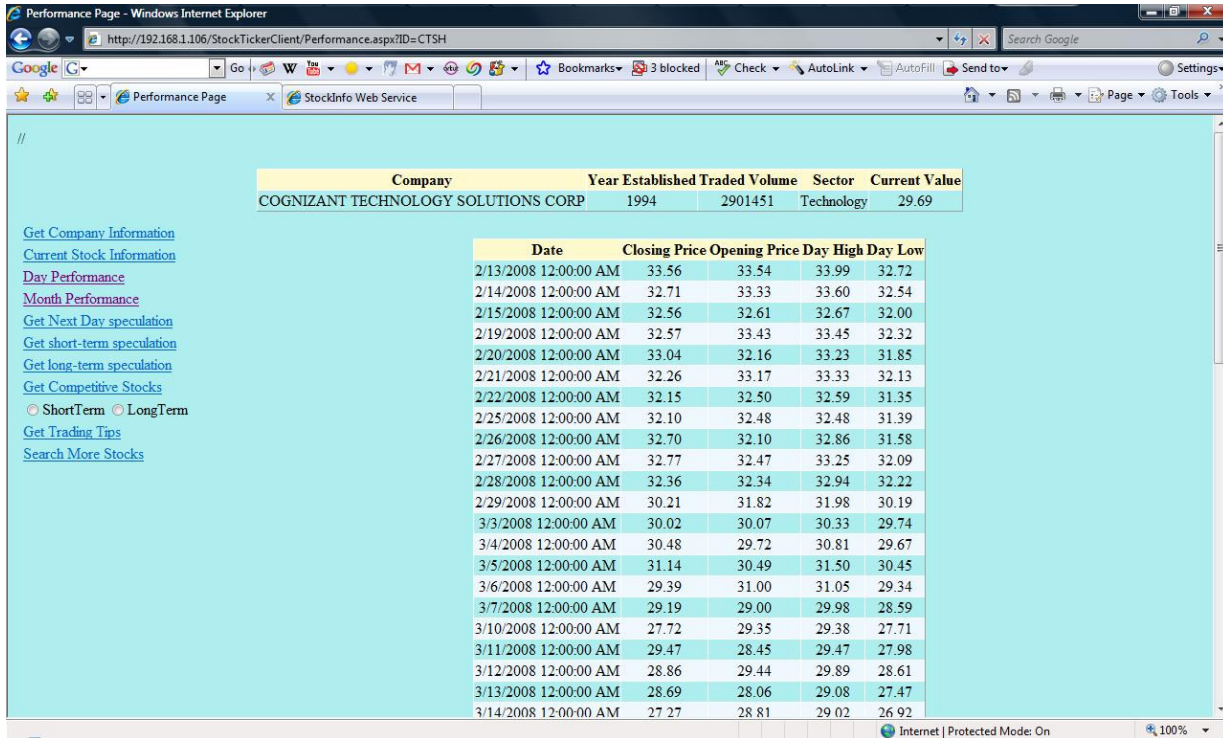 Performance Page - Windows Internet Explorer
http://192.168.1.106/StockTickerClient/Performance.aspx?ID=CTSH
Search Google
Google G Go W You M ebY Bookmarks 3 blocked ABC Check AutoLink AutoFill Send to Settings
Performance Page X StockInfo Web Service Page Tools
//
Company Year Established Traded Volume Sector Current Value
COGNIZANT TECHNOLOGY SOLUTIONS CORP 1994 2901451 Technology 29.69
Get Company Information
Current Stock Information
Day Performance
Month Performance
Get Next Day speculation
Get short-term speculation
Get long-term speculation
Get Competitive Stocks
ShortTerm LongTerm
Get Trading Tips
Search More Stocks
Date Closing Price Opening Price Day High Day Low
2/13/2008 12:00:00 AM 33.56 33.54 33.99 32.72
2/14/2008 12:00:00 AM 32.71 33.33 33.60 32.54
2/15/2008 12:00:00 AM 32.56 32.61 32.67 32.00
2/19/2008 12:00:00 AM 32.57 33.43 33.45 32.32
2/20/2008 12:00:00 AM 33.04 32.16 33.23 31.85
2/21/2008 12:00:00 AM 32.26 33.17 33.33 32.13
2/22/2008 12:00:00 AM 32.15 32.50 32.59 31.35
2/25/2008 12:00:00 AM 32.10 32.48 32.48 31.39
2/26/2008 12:00:00 AM 32.70 32.10 32.86 31.58
2/27/2008 12:00:00 AM 32.77 32.47 33.25 32.09
2/28/2008 12:00:00 AM 32.36 32.34 32.94 32.22
2/29/2008 12:00:00 AM 30.21 31.82 31.98 30.19
3/3/2008 12:00:00 AM 30.02 30.07 30.33 29.74
3/4/2008 12:00:00 AM 30.48 29.72 30.81 29.67
3/5/2008 12:00:00 AM 31.14 30.49 31.50 30.45
3/6/2008 12:00:00 AM 29.39 31.00 31.05 29.34
3/7/2008 12:00:00 AM 29.19 29.00 29.98 28.59
3/10/2008 12:00:00 AM 27.72 29.35 29.38 27.71
3/11/2008 12:00:00 AM 29.47 28.45 29.47 27.98
3/12/2008 12:00:00 AM 28.86 29.44 29.89 28.61
3/13/2008 12:00:00 AM 28.69 28.06 29.08 27.47
3/14/2008 12:00:00 AM 27.27 28.81 29.02 26.92
Internet | Protected Mode: On 100%